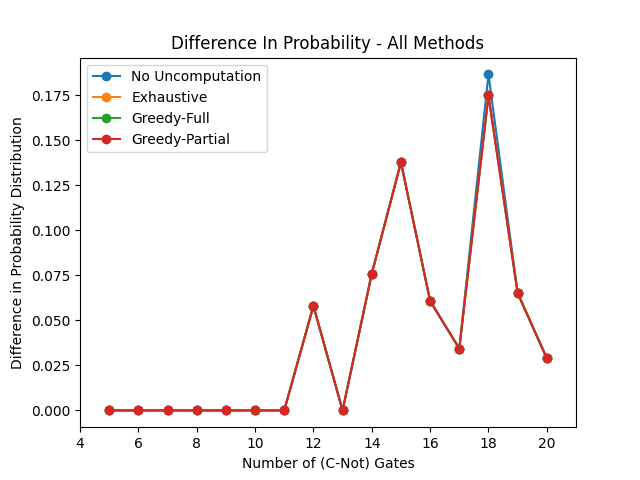 Difference In Probability - All Methods
No Uncomputation
Exhaustive
Greedy-Full
Greedy-Partial
Difference in Probability Distribution
0.175
0.150
0.125
0.100
0.075
0.050
0.025
0.000
4 6 8 10 12 14 16 18 20
Number of (C-Not) Gates